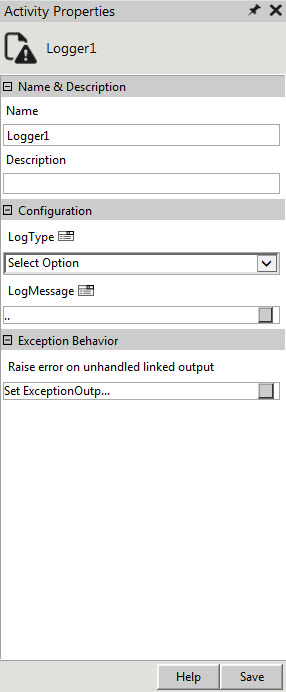 Activity Properties
Logger1
Name & Description
Name
Logger1
Description
Configuration
LogType
Select Option
LogMessage
..
Exception Behavior
Raise error on unhandled linked output
Set ExceptionOutp...
Help
Save